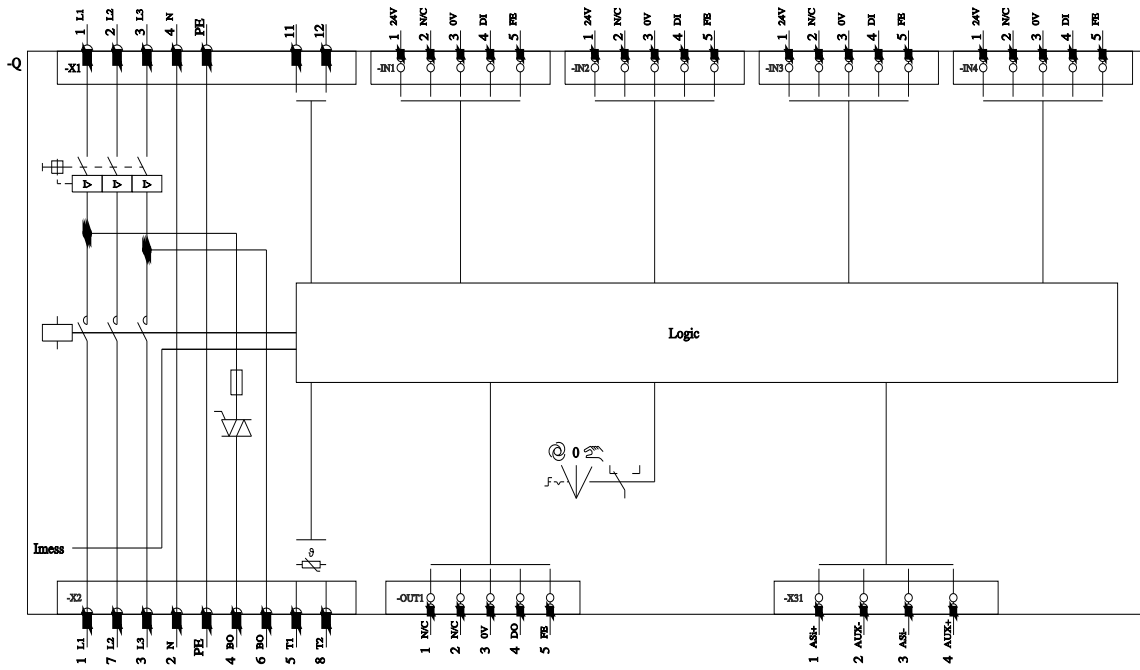 1 L1
2 L2
3 L3
4 N
PE
11
12
1 24V
2 N/C
3 0V
4 DI
5 FE
1 24V
2 N/C
3 0V
4 DI
5 FE
1 24V
2 N/C
3 0V
4 DI
5 FE
1 24V
2 N/C
3 0V
4 DI
5 FE
-Q
-X1
-IN1
-IN2
-IN3
-IN4
Logic
0
Imess
ϑ
-X2
-OUT1
-X31
1 L1
7 L2
3 L3
2 N
PE
4 BO
6 BO
5 T1
8 T2
1 N/C
2 N/C
3 0V
4 DO
5 FE
1 ASi+
2 AUX-
3 ASi-
4 AUX+